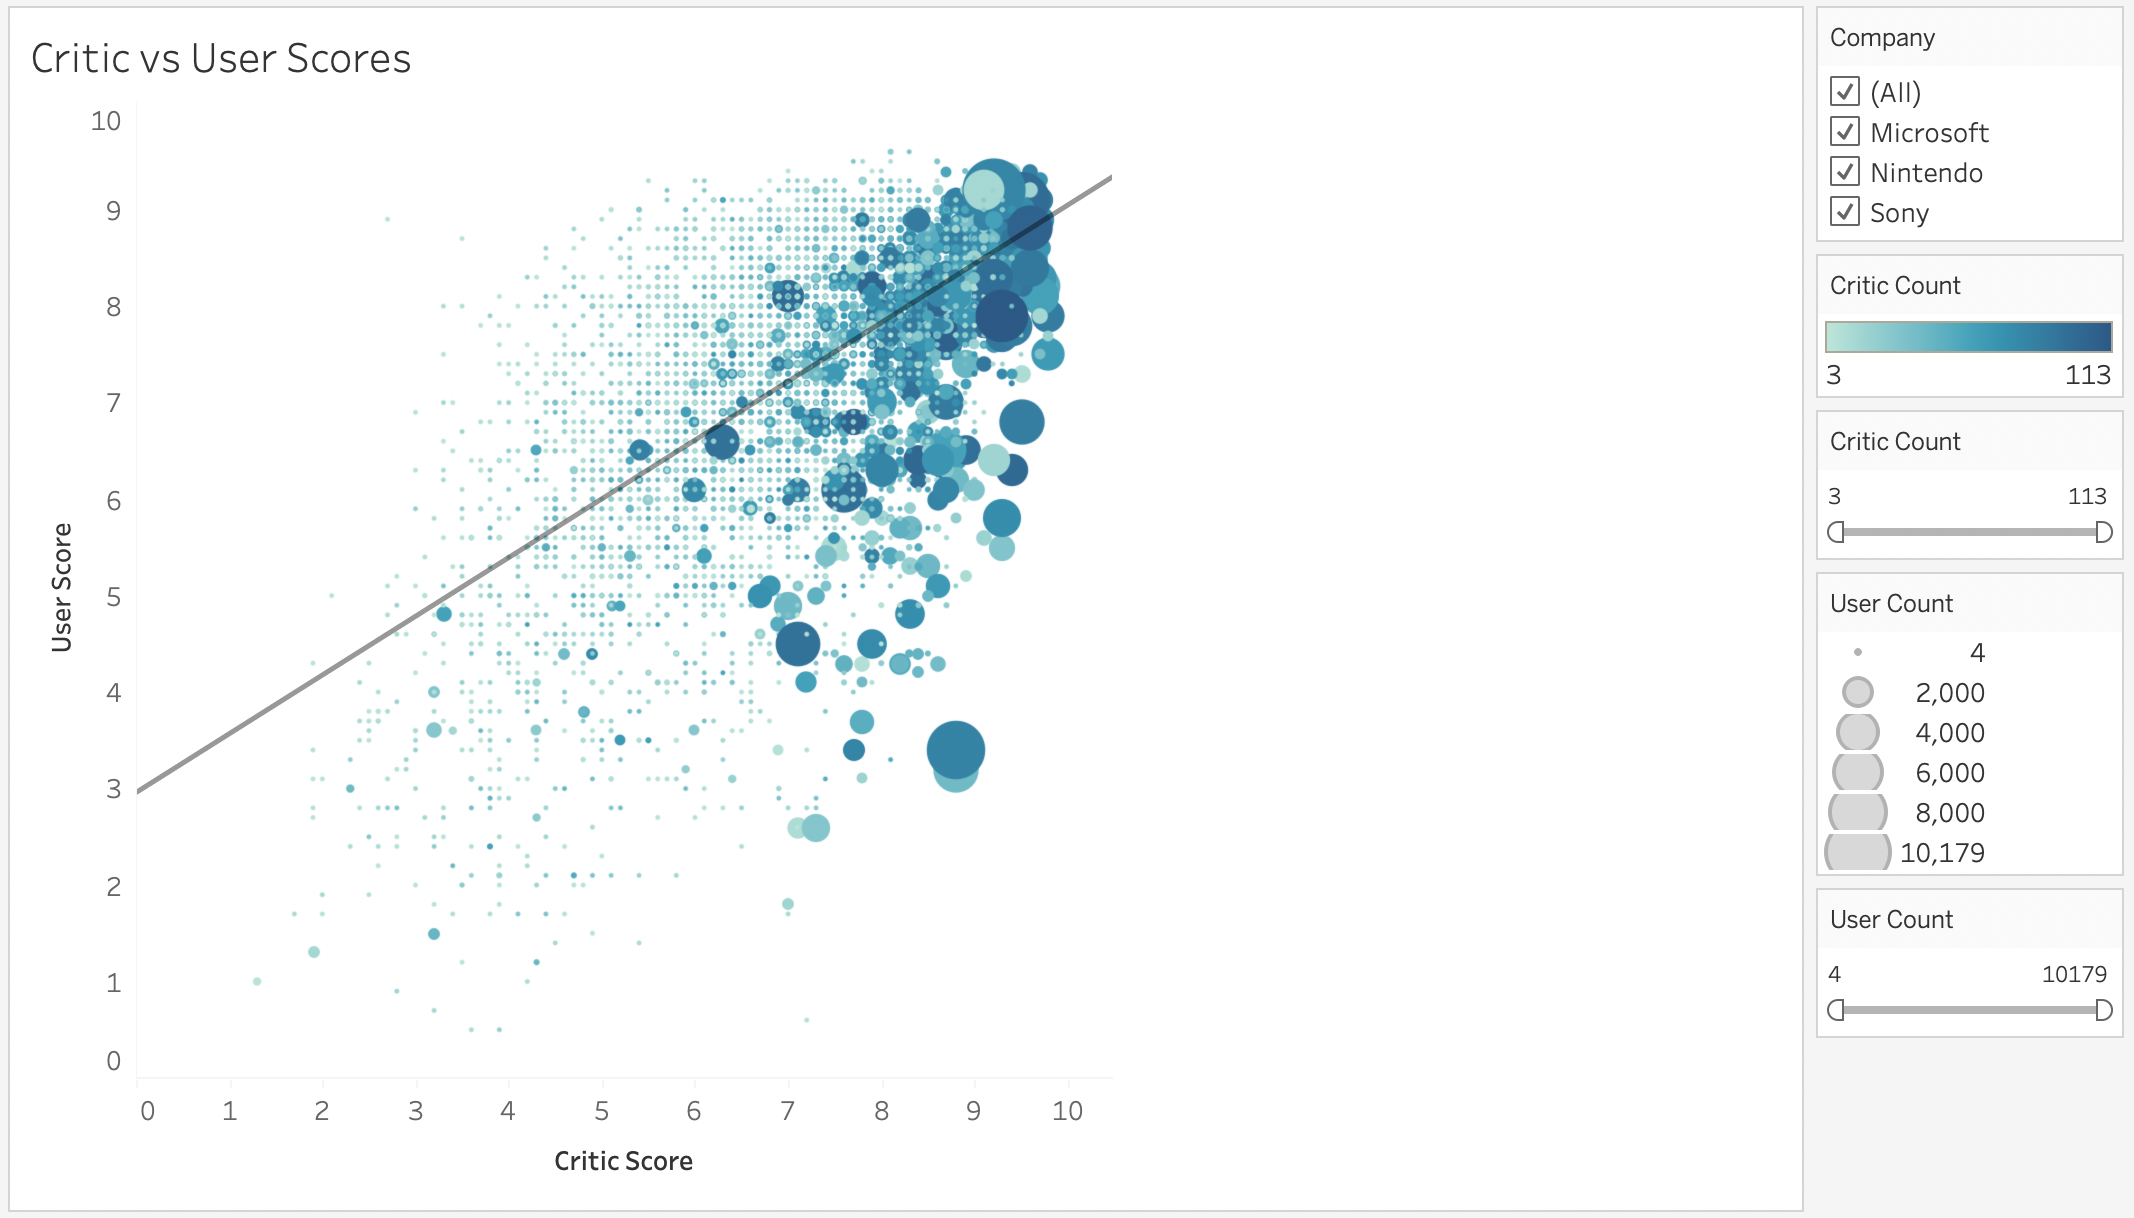 Critic vs User Scores
10
9
8
7
6
5
4
3
2
1
0
User Score
0 1 2 3 4 5 6 7 8 9 10
Critic Score
Company
(All)
Microsoft
Nintendo
Sony
Critic Count
3 113
Critic Count
3 113
User Count
4
2,000
4,000
6,000
8,000
10,179
User Count
4 10179